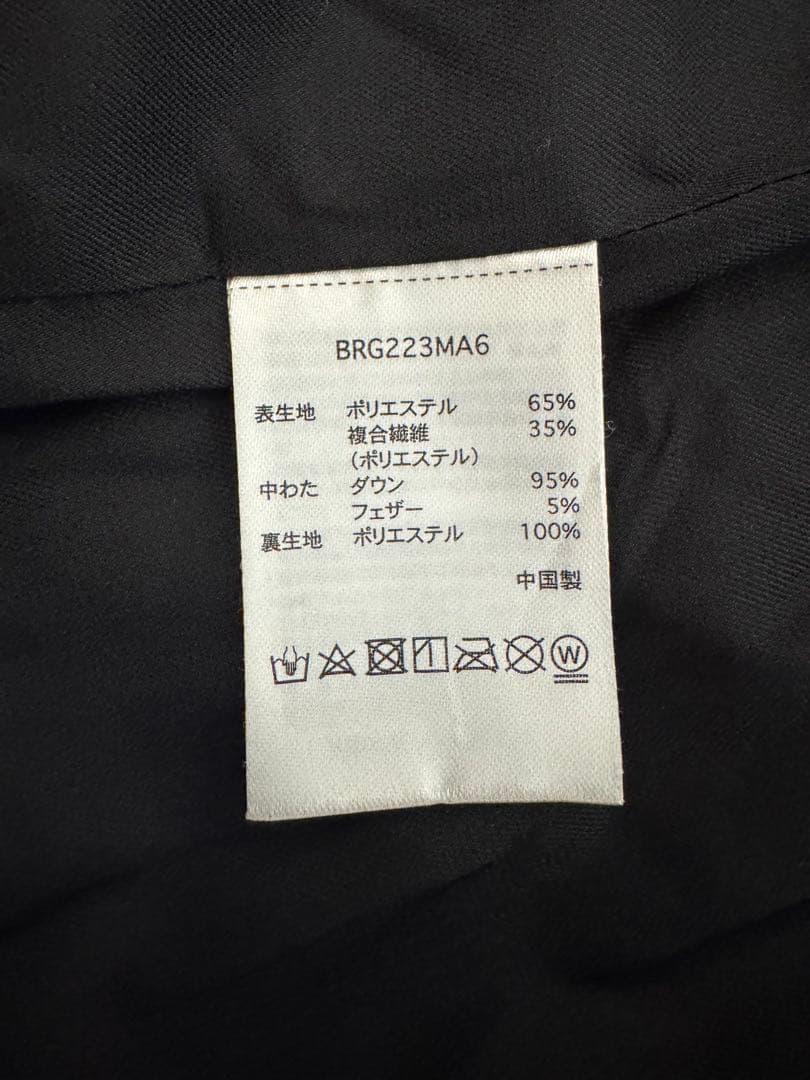 BRG223MA6
表生地 ポリエステル 65%
複合繊維 35%
(ポリエステル)
中わた ダウン 95%
フェザー 5%
裏生地 ポリエステル 100%
中国製
W